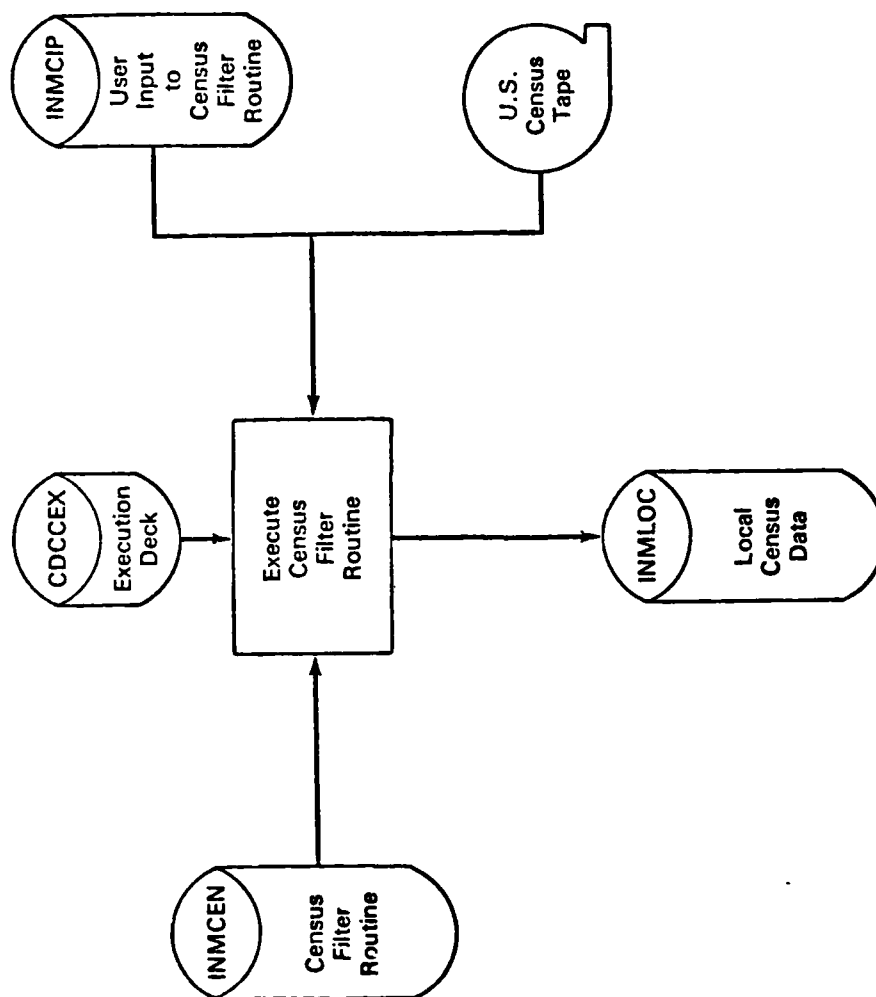 INMCIP
User
Input
to
Census
Filter
Routine
U.S.
Census
Tape
CDCCEX
Execution
Deck
Execute
Census
Filter
Routine
INMLOC
Local
Census
Data
INMCEN
Census
Filter
Routine